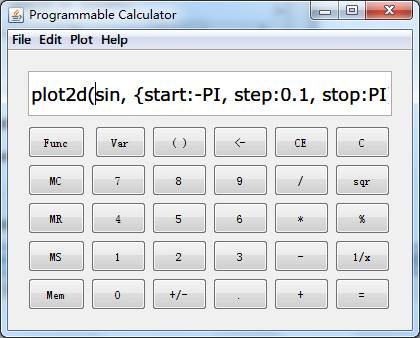 Programmable Calculator
File Edit Plot Help
plot2d(sin, {start:-PI, step:0.1, stop:PI
Func Var ( ) <- CE C
MC 7 8 9 / sqr
MR 4 5 6 * %
MS 1 2 3 - 1/x
Mem 0 +/- . + =